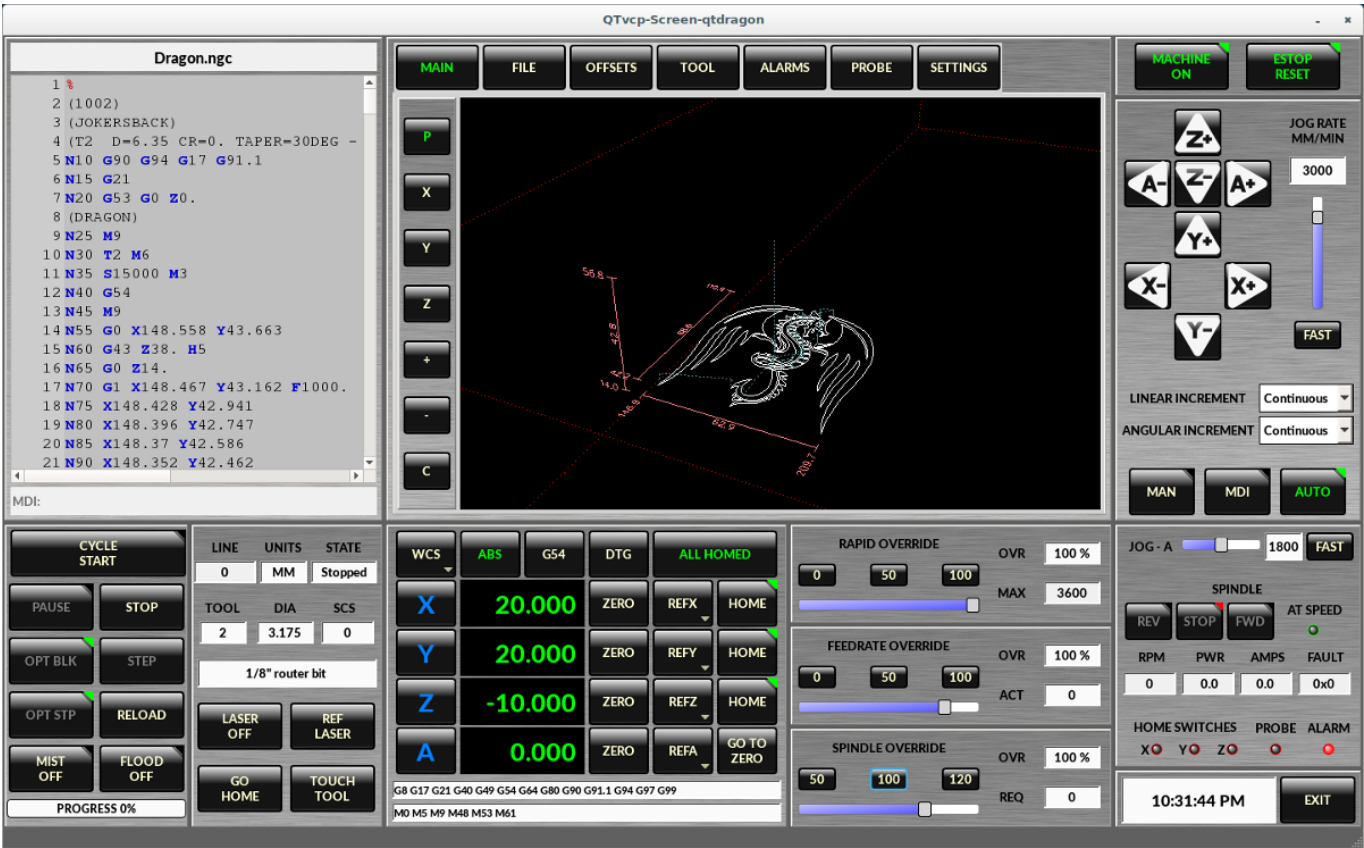 QTvcp-Screen-qtdragon
Dragon.ngc
1 %
2 (1002)
3 (JOKERSBACK)
4 (T2  D=6.35 CR=0. TAPER=30DEG -
5 N10 G90 G94 G17 G91.1
6 N15 G21
7 N20 G53 G0 Z0.
8 (DRAGON)
9 N25 M9
10 N30 T2 M6
11 N35 S15000 M3
12 N40 G54
13 N45 M9
14 N55 G0 X148.558 Y43.663
15 N60 G43 Z38. H5
16 N65 G0 Z14.
17 N70 G1 X148.467 Y43.162 F1000.
18 N75 X148.428 Y42.941
19 N80 X148.396 Y42.747
20 N85 X148.37 Y42.586
21 N90 X148.352 Y42.462
MDI:
MAIN FILE OFFSETS TOOL ALARMS PROBE SETTINGS
P
X
Y
Z
+
-
C
56.8
42.8
14.0
146.9
62.9
209.7
MACHINE
ON
ESTOP
RESET
Z+
A- Z- A+
Y+
X- X+
Y-
JOG RATE
MM/MIN
3000
FAST
LINEAR INCREMENT Continuous
ANGULAR INCREMENT Continuous
MAN MDI AUTO
CYCLE
START
PAUSE STOP
OPT BLK STEP
OPT STP RELOAD
MIST
OFF
FLOOD
OFF
PROGRESS 0%
LINE UNITS STATE
0 MM Stopped
TOOL DIA SCS
2 3.175 0
1/8" router bit
LASER
OFF
REF
LASER
GO
HOME
TOUCH
TOOL
WCS ABS G54 DTG ALL HOMED
X 20.000 ZERO REFX HOME
Y 20.000 ZERO REFY HOME
Z -10.000 ZERO REFZ HOME
A 0.000 ZERO REFA GO TO
ZERO
G8 G17 G21 G40 G49 G54 G64 G80 G90 G91.1 G94 G97 G99
M0 M5 M9 M48 M53 M61
RAPID OVERRIDE
OVR 100 %
0 50 100
MAX 3600
FEEDRATE OVERRIDE
OVR 100 %
0 50 100
ACT 0
SPINDLE OVERRIDE
OVR 100 %
50 100 120
REQ 0
JOG - A 1800 FAST
SPINDLE
REV STOP FWD AT SPEED
RPM PWR AMPS FAULT
0 0.0 0.0 0x0
HOME SWITCHES PROBE ALARM
X Y Z
10:31:44 PM EXIT